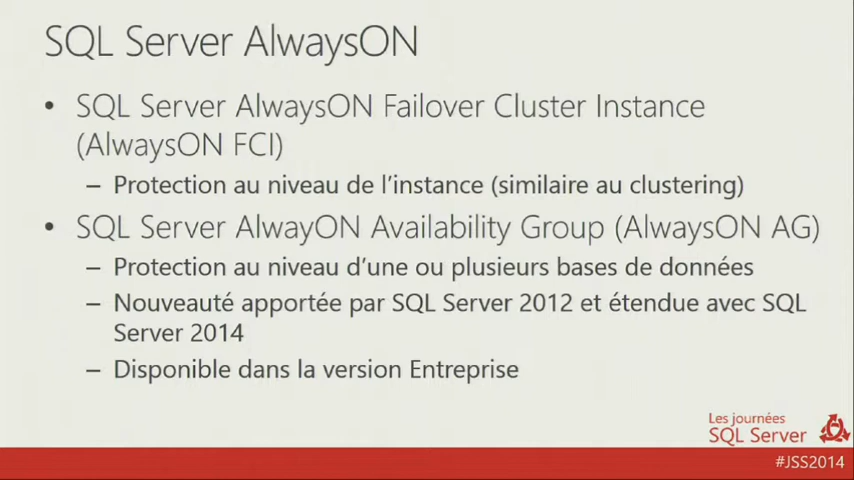 SQL Server AlwaysON
• SQL Server AlwaysON Failover Cluster Instance
(AlwaysON FCI)
– Protection au niveau de l'instance (similaire au clustering)
• SQL Server AlwayON Availability Group (AlwaysON AG)
– Protection au niveau d'une ou plusieurs bases de données
– Nouveauté apportée par SQL Server 2012 et étendue avec SQL
Server 2014
– Disponible dans la version Entreprise
Les journées
SQL Server
#JSS2014